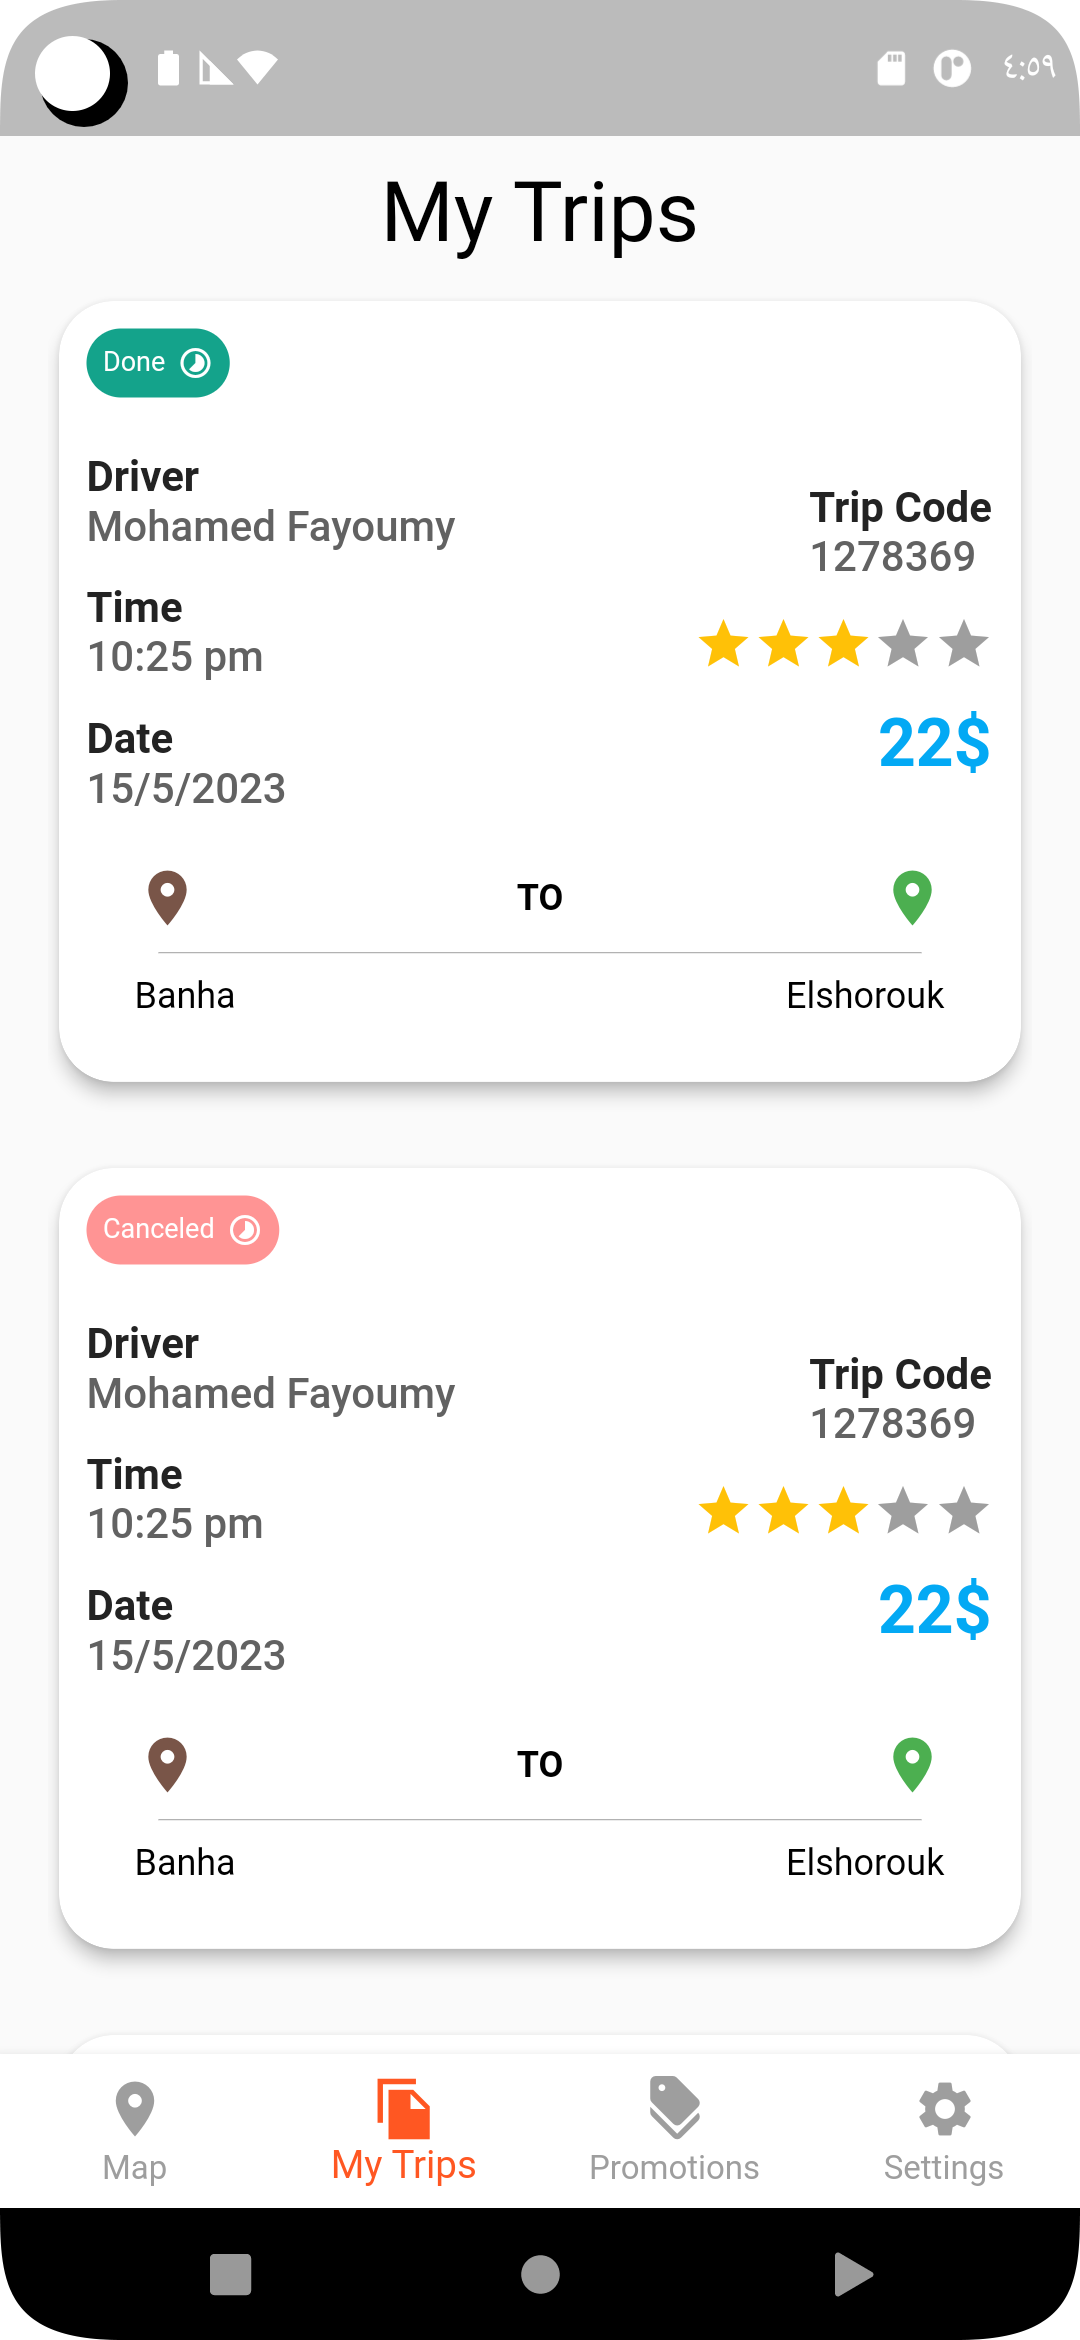 ٤:٥٩
My Trips
Done
Driver
Mohamed Fayoumy
Trip Code
1278369
Time
10:25 pm
Date
15/5/2023
22$
TO
Banha
Elshorouk
Canceled
Driver
Mohamed Fayoumy
Trip Code
1278369
Time
10:25 pm
Date
15/5/2023
22$
TO
Banha
Elshorouk
Map
My Trips
Promotions
Settings